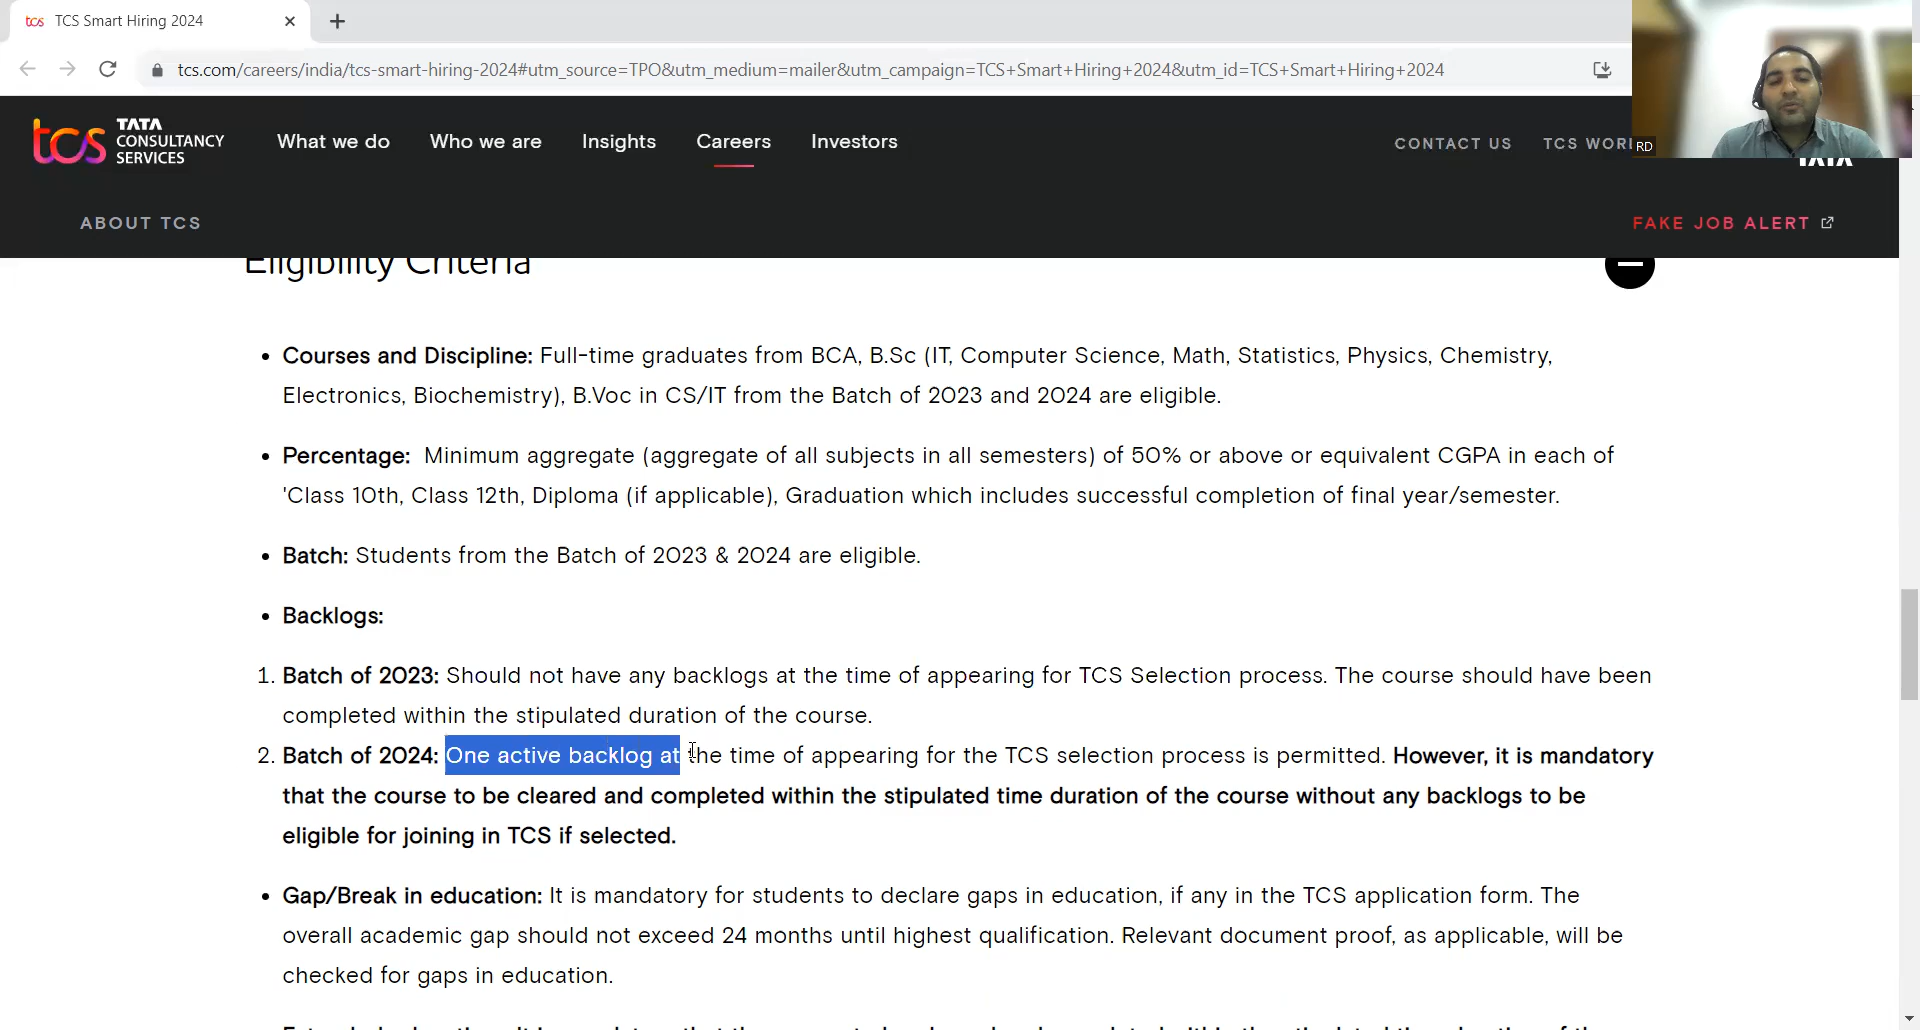 tcs TCS Smart Hiring 2024
tcs.com/careers/india/tcs-smart-hiring-2024#utm_source=TPO&utm_medium=mailer&utm_campaign=TCS+Smart+Hiring+2024&utm_id=TCS+Smart+Hiring+2024
tcs TATA CONSULTANCY SERVICES
What we do Who we are Insights Careers Investors
CONTACT US TCS WORL
RD
TATA
ABOUT TCS
FAKE JOB ALERT
Eligibility Criteria
• Courses and Discipline: Full-time graduates from BCA, B.Sc (IT, Computer Science, Math, Statistics, Physics, Chemistry,
Electronics, Biochemistry), B.Voc in CS/IT from the Batch of 2023 and 2024 are eligible.
• Percentage: Minimum aggregate (aggregate of all subjects in all semesters) of 50% or above or equivalent CGPA in each of
'Class 10th, Class 12th, Diploma (if applicable), Graduation which includes successful completion of final year/semester.
• Batch: Students from the Batch of 2023 & 2024 are eligible.
• Backlogs:
1. Batch of 2023: Should not have any backlogs at the time of appearing for TCS Selection process. The course should have been
completed within the stipulated duration of the course.
2. Batch of 2024: One active backlog at the time of appearing for the TCS selection process is permitted. However, it is mandatory
that the course to be cleared and completed within the stipulated time duration of the course without any backlogs to be
eligible for joining in TCS if selected.
• Gap/Break in education: It is mandatory for students to declare gaps in education, if any in the TCS application form. The
overall academic gap should not exceed 24 months until highest qualification. Relevant document proof, as applicable, will be
checked for gaps in education.